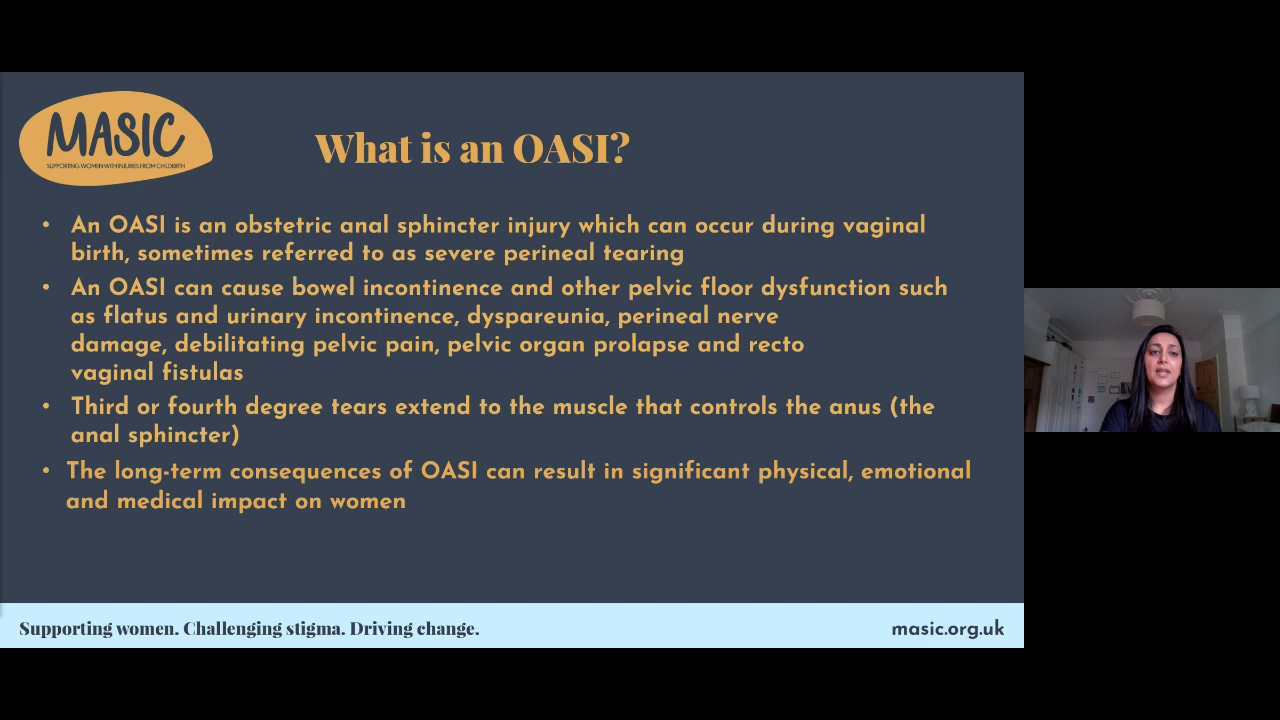 MASIC
SUPPORTING WOMEN WITH INJURIES FROM CHILDBIRTH
What is an OASI?
• An OASI is an obstetric anal sphincter injury which can occur during vaginal
birth, sometimes referred to as severe perineal tearing
• An OASI can cause bowel incontinence and other pelvic floor dysfunction such
as flatus and urinary incontinence, dyspareunia, perineal nerve
damage, debilitating pelvic pain, pelvic organ prolapse and recto
vaginal fistulas
• Third or fourth degree tears extend to the muscle that controls the anus (the
anal sphincter)
• The long-term consequences of OASI can result in significant physical, emotional
and medical impact on women
Supporting women. Challenging stigma. Driving change.
masic.org.uk